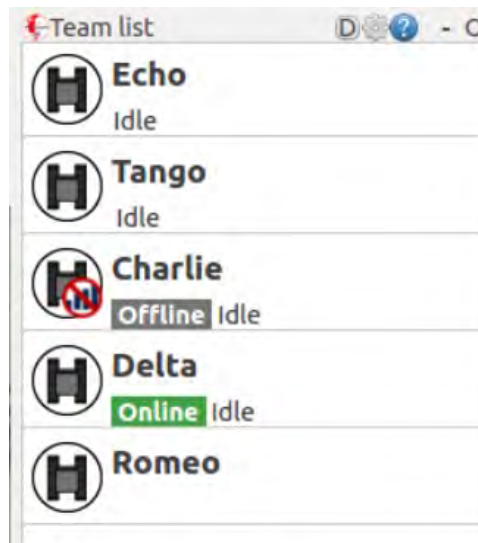 Team list D ? - 
Echo
Idle
Tango
Idle
Charlie
Offline Idle
Delta
Online Idle
Romeo